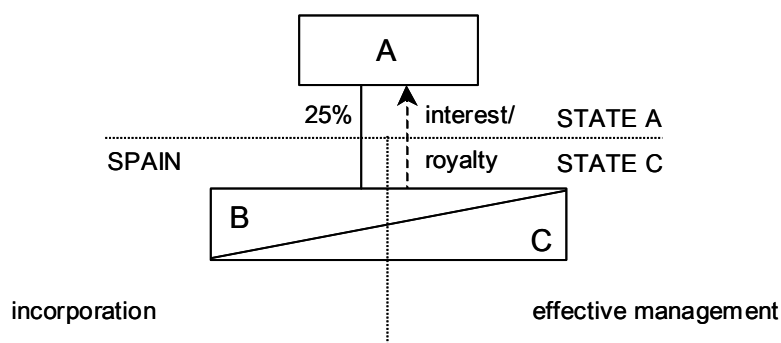 A
25% interest/ STATE A
SPAIN royalty STATE C
B
C
incorporation effective management